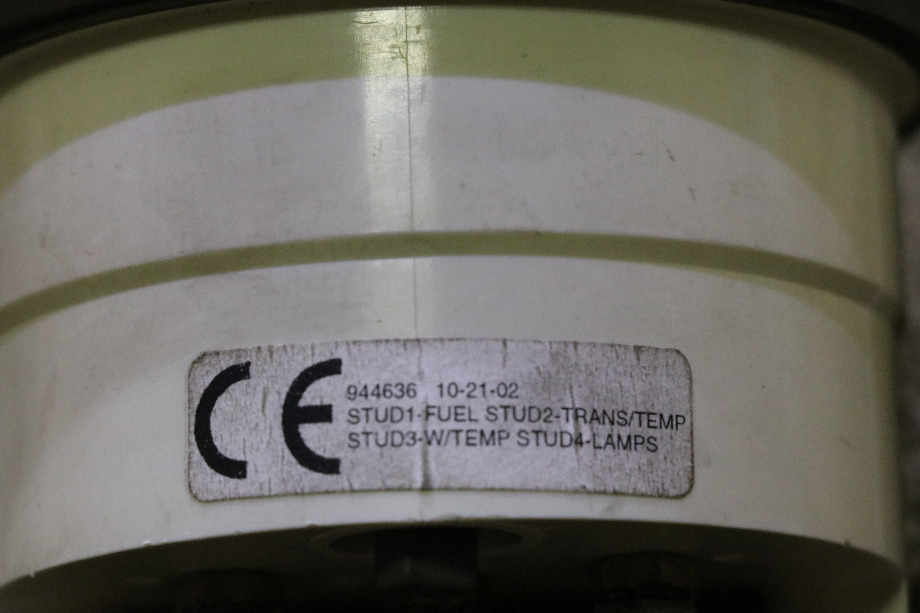 CE
944636 10-21-02
STUD1-FUEL STUD2-TRANS/TEMP
STUD3-W/TEMP STUD4-LAMPS